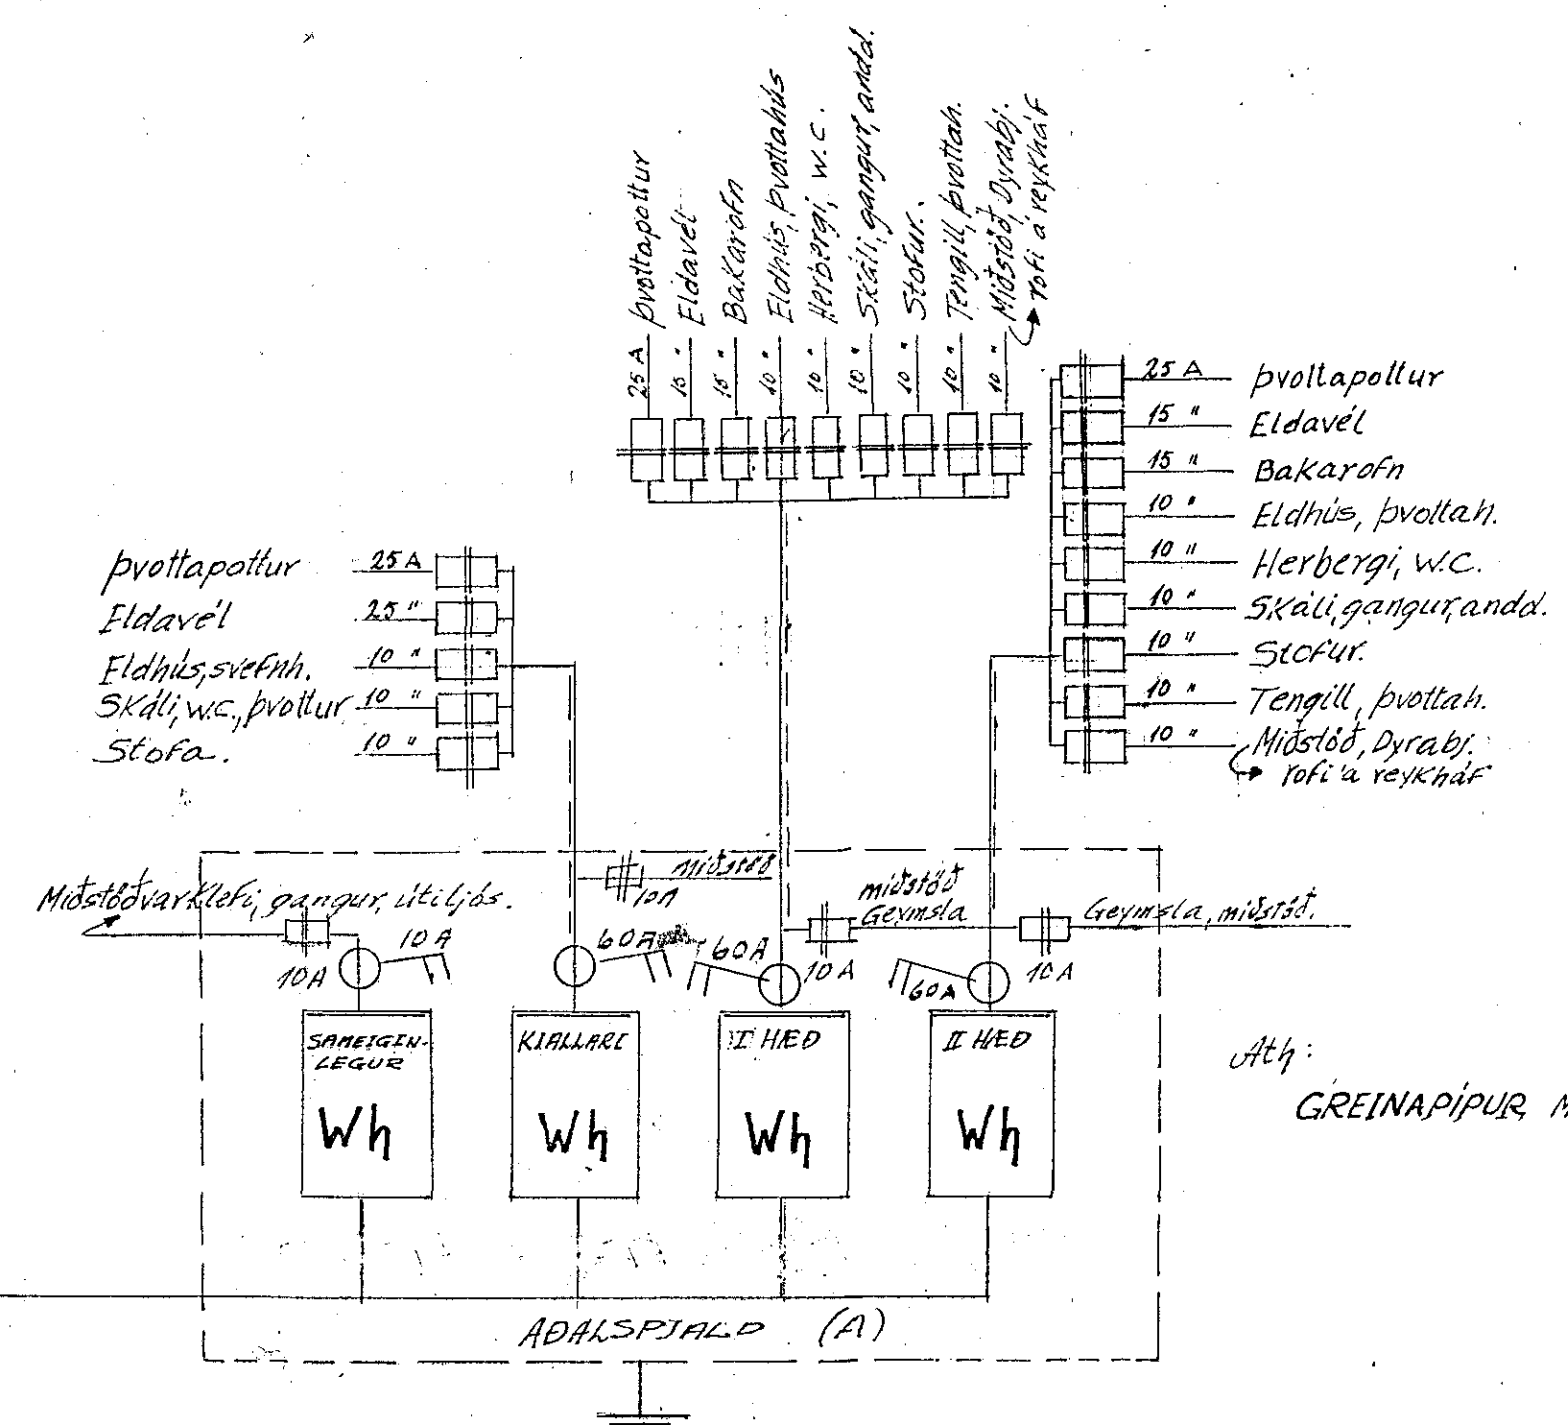 25 A Þvottapottur
15 " Eldavél
15 " Bakarofn
10 " Eldhús, Þvottahús
10 " Herbergi, w.c.
10 " Skáli, gangur, andd.
10 " Stofur.
10 " Tengill, þvottah.
10 " Miðstöð, Dyrabj.
rofi á reykháf
25 A Þvottapottur
15 " Eldavél
15 " Bakarofn
10 " Eldhús, þvottah.
10 " Herbergi, W.C.
10 " Skáli, gangur, andd.
10 " Stofur.
10 " Tengill, þvottah.
10 " Miðstöð, Dyrabj.
rofi á reykháf
Þvottapottur 25 A
Eldavél 25 "
Eldhús, svefnh. 10 "
Skáli, w.c., þvottur 10 "
Stofa. 10 "
Miðstöðvarklefi, gangur, útiljós.
10 A
10 A
Miðstöð
10A
60A
60A
miðstöð
Geymsla
10 A
Geymsla, miðstöð.
10 A
60A
SAMEIGIN-
LEGUR
Wh
KJALLARI
Wh
I HÆÐ
Wh
II HÆÐ
Wh
Ath:
GREINAPÍPUR M
AÐALSPJALD (A)